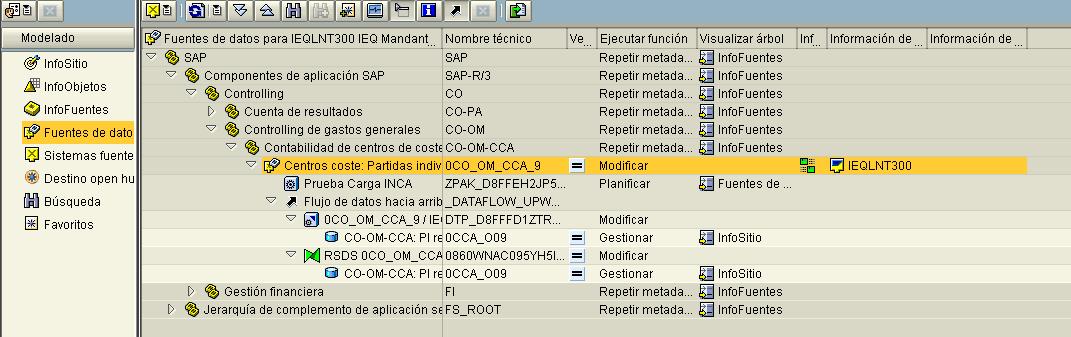 Modelado
InfoSitio
InfoObjetos
InfoFuentes
Fuentes de dato
Sistemas fuente
Destino open hu
Búsqueda
Favoritos
Fuentes de datos para IEQLNT300 IEQ Mandant... Nombre técnico Ve... Ejecutar función Visualizar árbol Inf... Información de ... Información de ...
SAP SAP Repetir metada... InfoFuentes
Componentes de aplicación SAP SAP-R/3 Repetir metada... InfoFuentes
Controlling CO Repetir metada... InfoFuentes
Cuenta de resultados CO-PA Repetir metada... InfoFuentes
Controlling de gastos generales CO-OM Repetir metada... InfoFuentes
Contabilidad de centros de coste CO-OM-CCA Repetir metada... InfoFuentes
Centros coste: Partidas indiv 0CO_OM_CCA_9 = Modificar IEQLNT300
Prueba Carga INCA ZPAK_D8FFEH2JP5... Planificar Fuentes de ...
Flujo de datos hacia arrib _DATAFLOW_UPW...
0CO_OM_CCA_9 / IEC DTP_D8FFFD1ZTR... Modificar
CO-OM-CCA: PI re 0CCA_O09 = Gestionar InfoSitio
RSDS 0CO_OM_CCA 0860WNAC095YH5I... = Modificar
CO-OM-CCA: PI re 0CCA_O09 = Gestionar InfoSitio
Gestión financiera FI Repetir metada... InfoFuentes
Jerarquía de complemento de aplicación se FS_ROOT Repetir metada... InfoFuentes